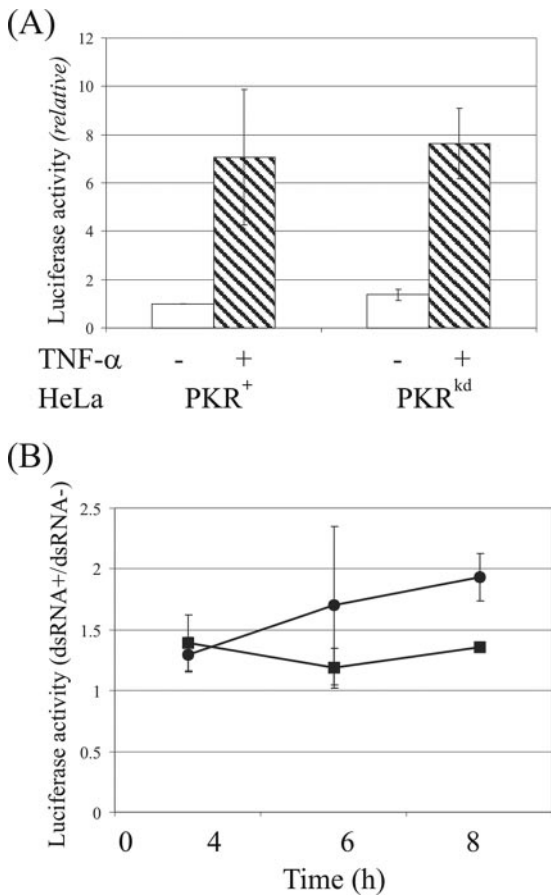 (A)
Luciferase activity (relative)
12
10
8
6
4
2
0
TNF-α - + - +
HeLa PKR+ PKRkd
(B)
Luciferase activity (dsRNA+/dsRNA-)
2.5
2
1.5
1
0.5
0
0 4 6 8
Time (h)